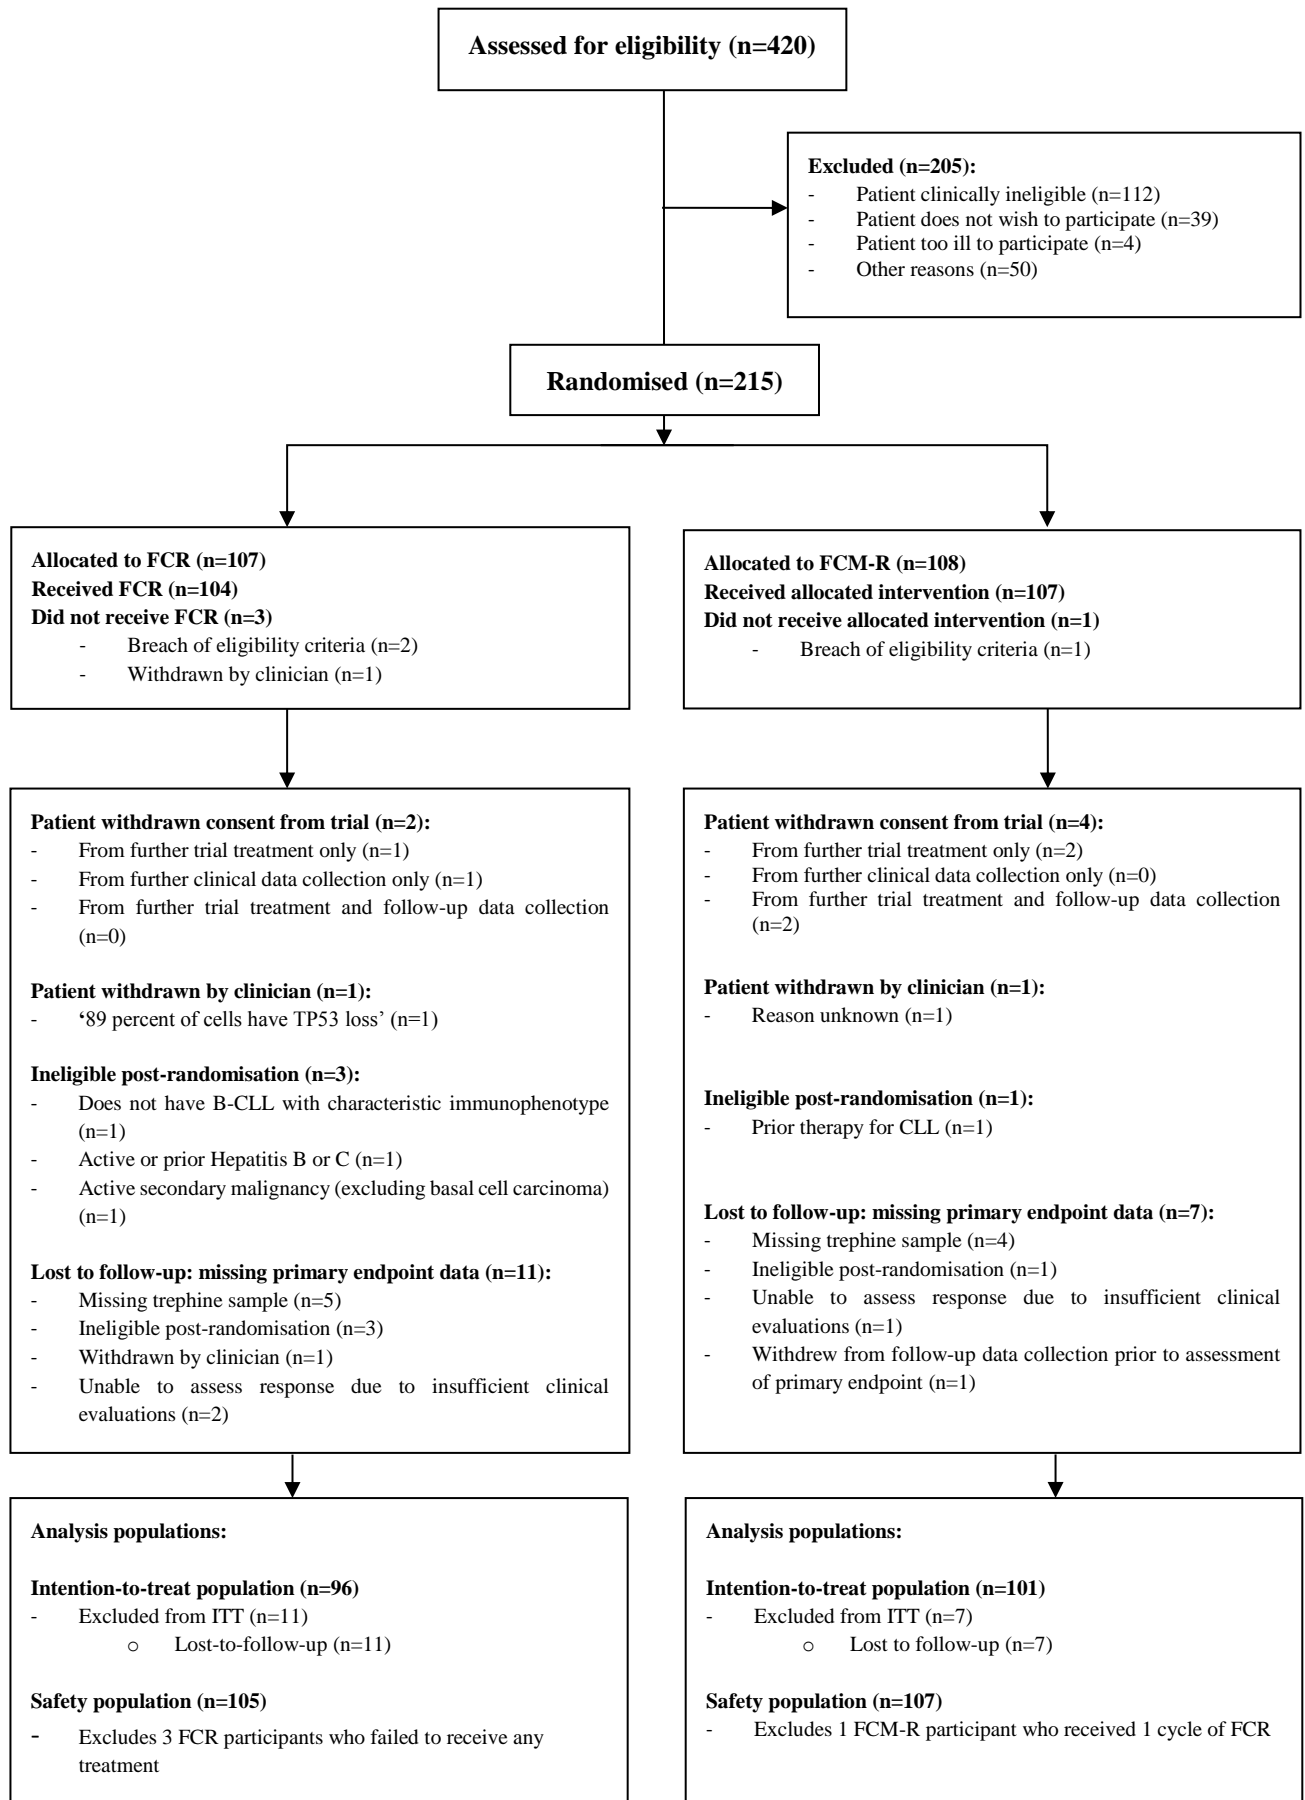 Assessed for eligibility (n=420)
Excluded (n=205):
- Patient clinically ineligible (n=112)
- Patient does not wish to participate (n=39)
- Patient too ill to participate (n=4)
- Other reasons (n=50)
Randomised (n=215)
Allocated to FCR (n=107)
Received FCR (n=104)
Did not receive FCR (n=3)
- Breach of eligibility criteria (n=2)
- Withdrawn by clinician (n=1)
Allocated to FCM-R (n=108)
Received allocated intervention (n=107)
Did not receive allocated intervention (n=1)
- Breach of eligibility criteria (n=1)
Patient withdrawn consent from trial (n=2):
- From further trial treatment only (n=1)
- From further clinical data collection only (n=1)
- From further trial treatment and follow-up data collection
(n=0)
Patient withdrawn by clinician (n=1):
- ‘89 percent of cells have TP53 loss’ (n=1)
Ineligible post-randomisation (n=3):
- Does not have B-CLL with characteristic immunophenotype
(n=1)
- Active or prior Hepatitis B or C (n=1)
- Active secondary malignancy (excluding basal cell carcinoma)
(n=1)
Lost to follow-up: missing primary endpoint data (n=11):
- Missing trephine sample (n=5)
- Ineligible post-randomisation (n=3)
- Withdrawn by clinician (n=1)
- Unable to assess response due to insufficient clinical
evaluations (n=2)
Patient withdrawn consent from trial (n=4):
- From further trial treatment only (n=2)
- From further clinical data collection only (n=0)
- From further trial treatment and follow-up data collection
(n=2)
Patient withdrawn by clinician (n=1):
- Reason unknown (n=1)
Ineligible post-randomisation (n=1):
- Prior therapy for CLL (n=1)
Lost to follow-up: missing primary endpoint data (n=7):
- Missing trephine sample (n=4)
- Ineligible post-randomisation (n=1)
- Unable to assess response due to insufficient clinical
evaluations (n=1)
- Withdrew from follow-up data collection prior to assessment
of primary endpoint (n=1)
Analysis populations:
Intention-to-treat population (n=96)
- Excluded from ITT (n=11)
o Lost-to-follow-up (n=11)
Safety population (n=105)
- Excludes 3 FCR participants who failed to receive any
treatment
Analysis populations:
Intention-to-treat population (n=101)
- Excluded from ITT (n=7)
o Lost to follow-up (n=7)
Safety population (n=107)
- Excludes 1 FCM-R participant who received 1 cycle of FCR